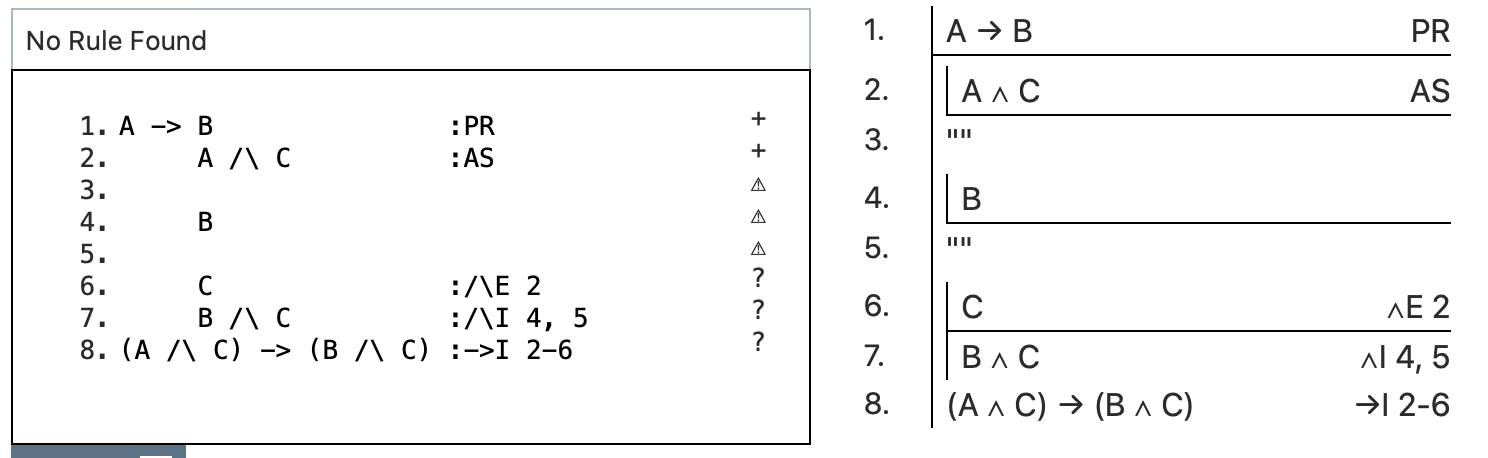 No Rule Found
1. A -> B :PR +
2. A /\ C :AS +
3. ⚠
4. B ⚠
5. ⚠
6. C :/\E 2 ?
7. B /\ C :/\I 4, 5 ?
8. (A /\ C) -> (B /\ C) :->I 2-6 ?
1. A → B PR
2. A ∧ C AS
3. ""
4. B
5. ""
6. C ∧E 2
7. B ∧ C ∧I 4, 5
8. (A ∧ C) → (B ∧ C) →I 2-6